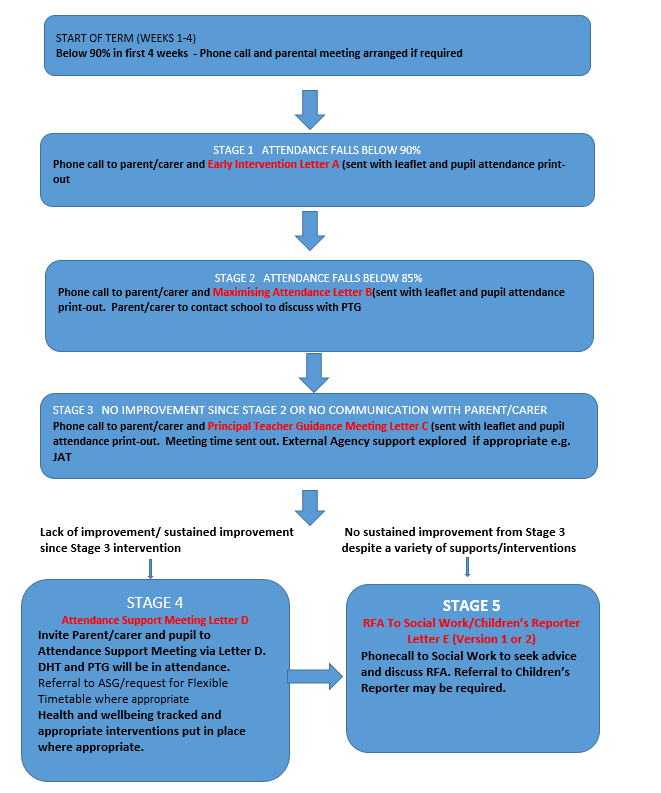 START OF TERM (WEEKS 1-4)
Below 90% in first 4 weeks - Phone call and parental meeting arranged if required
STAGE 1 ATTENDANCE FALLS BELOW 90%
Phone call to parent/carer and Early Intervention Letter A (sent with leaflet and pupil attendance print-
out
STAGE 2 ATTENDANCE FALLS BELOW 85%
Phone call to parent/carer and Maximising Attendance Letter B(sent with leaflet and pupil attendance
print-out. Parent/carer to contact school to discuss with PTG
STAGE 3 NO IMPROVEMENT SINCE STAGE 2 OR NO COMMUNICATION WITH PARENT/CARER
Phone call to parent/carer and Principal Teacher Guidance Meeting Letter C (sent with leaflet and pupil
attendance print-out. Meeting time sent out. External Agency support explored if appropriate e.g.
JAT
Lack of improvement/ sustained improvement
since Stage 3 intervention
No sustained improvement from Stage 3
despite a variety of supports/interventions
STAGE 4
Attendance Support Meeting Letter D
Invite Parent/carer and pupil to
Attendance Support Meeting via Letter D.
DHT and PTG will be in attendance.
Referral to ASG/request for Flexible
Timetable where appropriate
Health and wellbeing tracked and
appropriate interventions put in place
where appropriate.
STAGE 5
RFA To Social Work/Children's Reporter
Letter E (Version 1 or 2)
Phonecall to Social Work to seek advice
and discuss RFA. Referral to Children's
Reporter may be required.